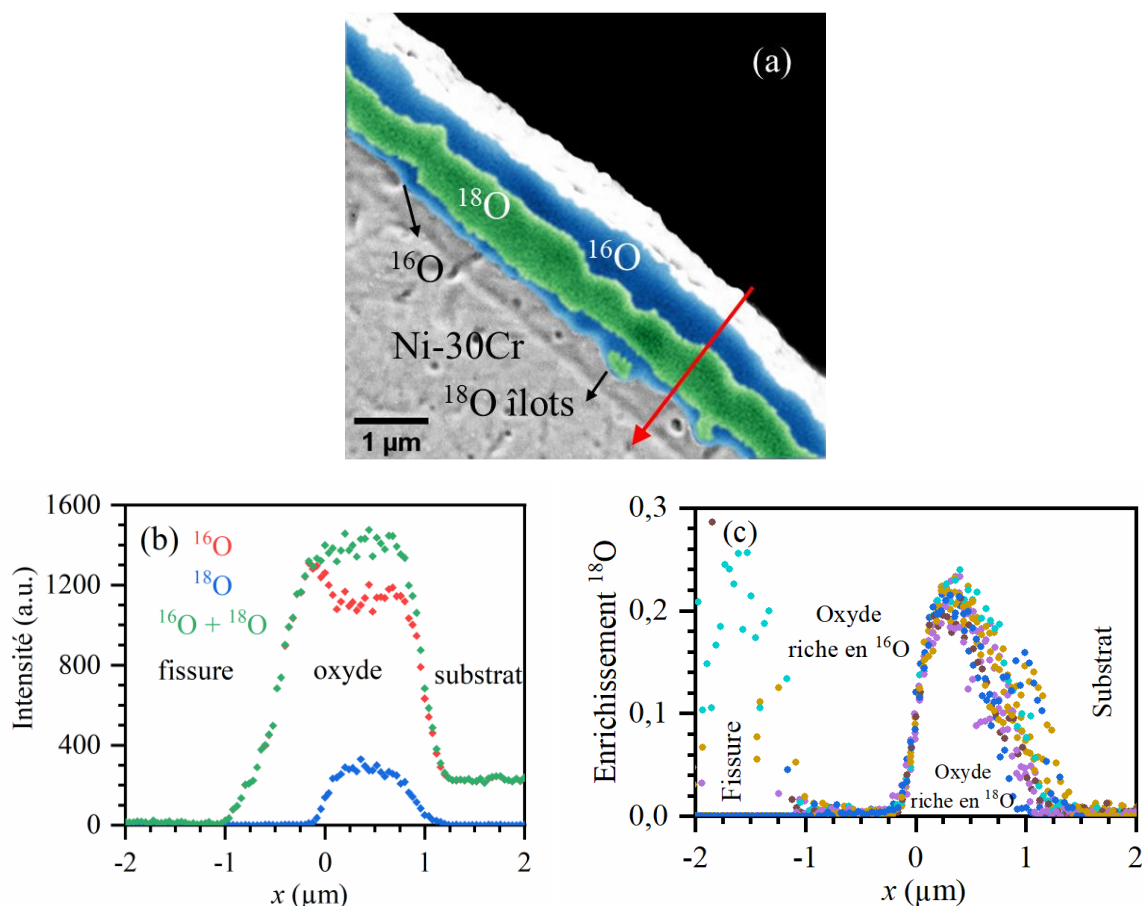 (a)
¹⁸O
¹⁶O
¹⁶O
Ni-30Cr
¹⁸O îlots
1 µm
(b)
¹⁶O
¹⁸O
¹⁶O + ¹⁸O
fissure
oxyde
substrat
Intensité (a.u.)
1600
1200
800
400
0
-2
-1
0
1
2
x (µm)
(c)
Enrichissement ¹⁸O
0,3
0,2
0,1
0,0
Oxyde
riche en ¹⁶O
Fissure
Oxyde
riche en ¹⁸O
Substrat
-2
-1
0
1
2
x (µm)